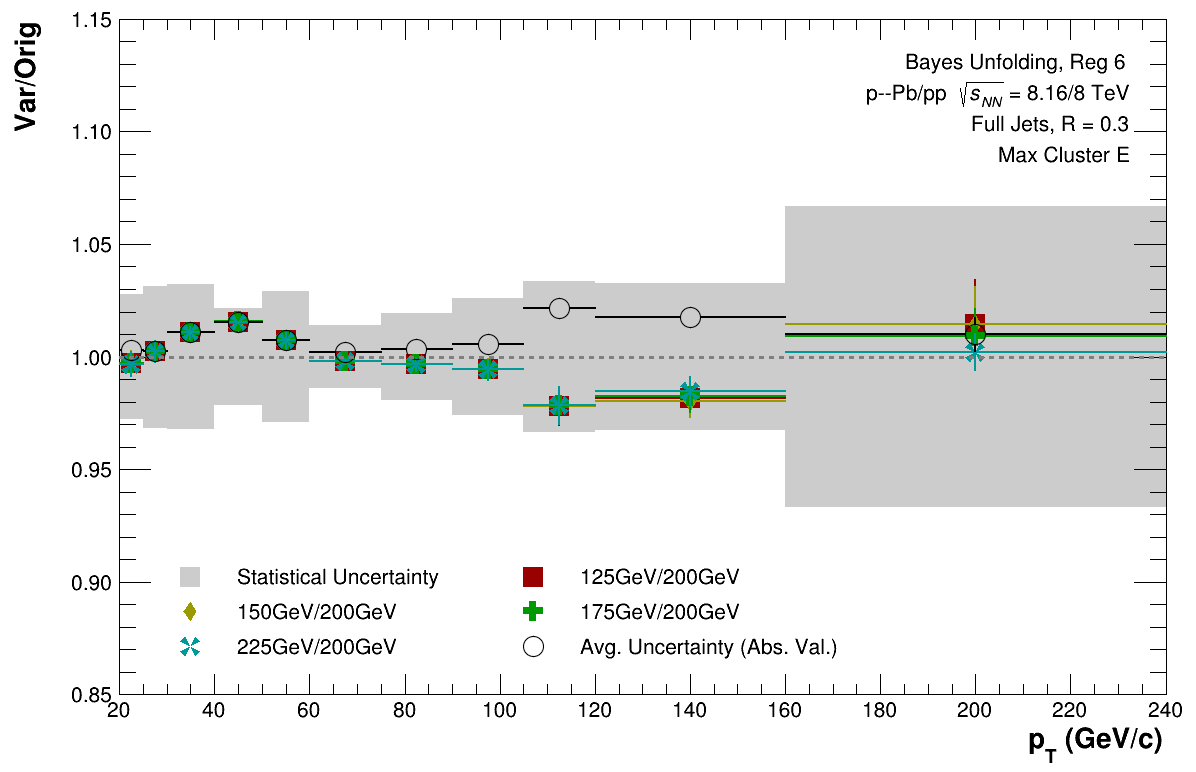 Var/Orig
1.15
1.10
1.05
1.00
0.95
0.90
0.85
Bayes Unfolding, Reg 6
p--Pb/pp √sNN = 8.16/8 TeV
Full Jets, R = 0.3
Max Cluster E
Statistical Uncertainty
125GeV/200GeV
150GeV/200GeV
175GeV/200GeV
225GeV/200GeV
Avg. Uncertainty (Abs. Val.)
20 40 60 80 100 120 140 160 180 200 220 240
pT (GeV/c)